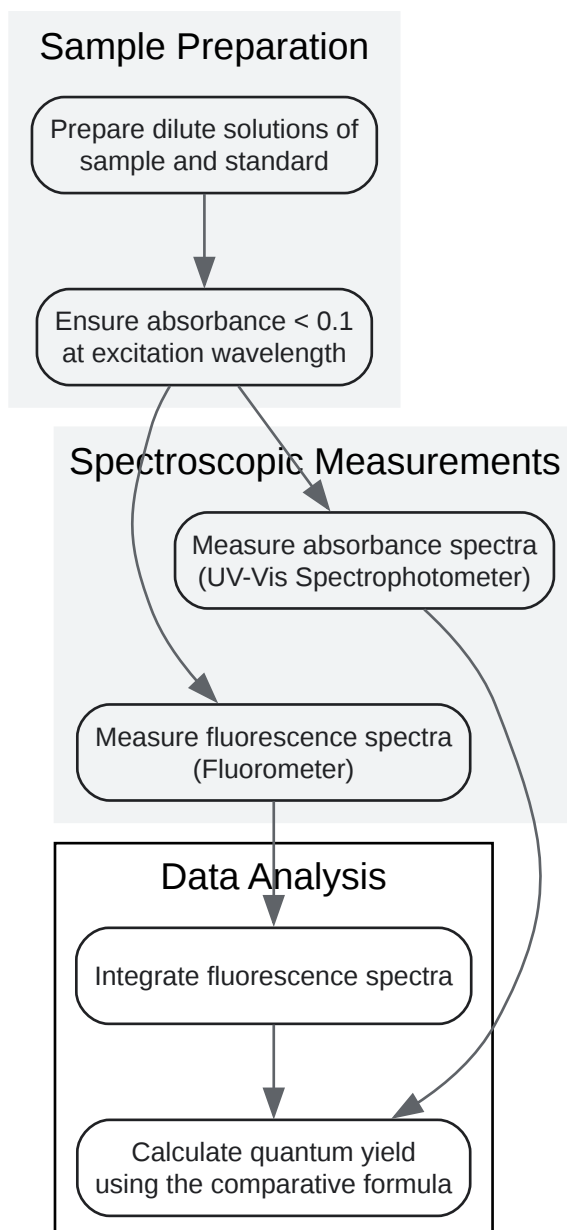 Sample Preparation
Prepare dilute solutions of
sample and standard
Ensure absorbance < 0.1
at excitation wavelength
Spectroscopic Measurements
Measure absorbance spectra
(UV-Vis Spectrophotometer)
Measure fluorescence spectra
(Fluorometer)
Data Analysis
Integrate fluorescence spectra
Calculate quantum yield
using the comparative formula